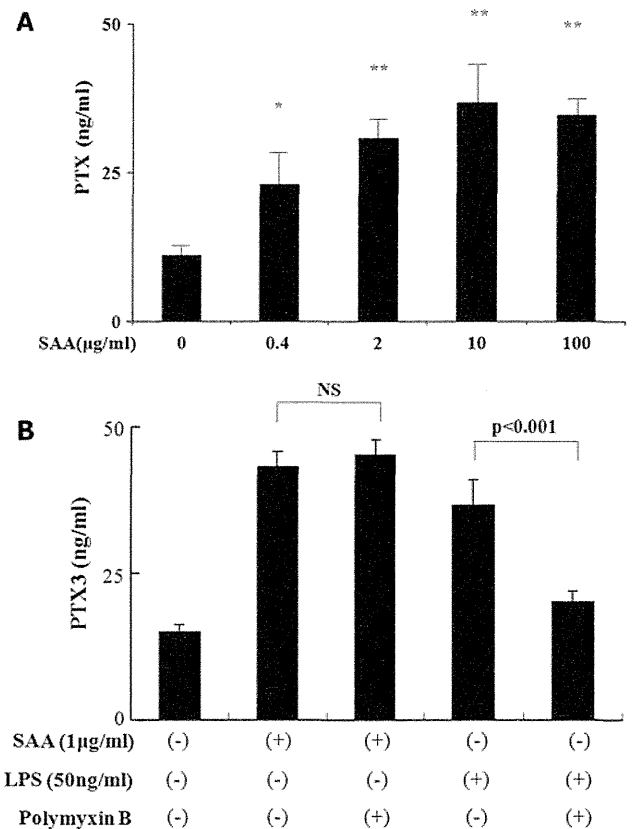 A
PTX (ng/ml)
50
25
0
*
**
**
**
SAA(μg/ml) 0 0.4 2 10 100
B
PTX3 (ng/ml)
50
25
0
NS
p<0.001
SAA (1μg/ml) (-) (+) (+) (-) (-)
LPS (50ng/ml) (-) (-) (-) (+) (+)
Polymyxin B (-) (-) (+) (-) (+)